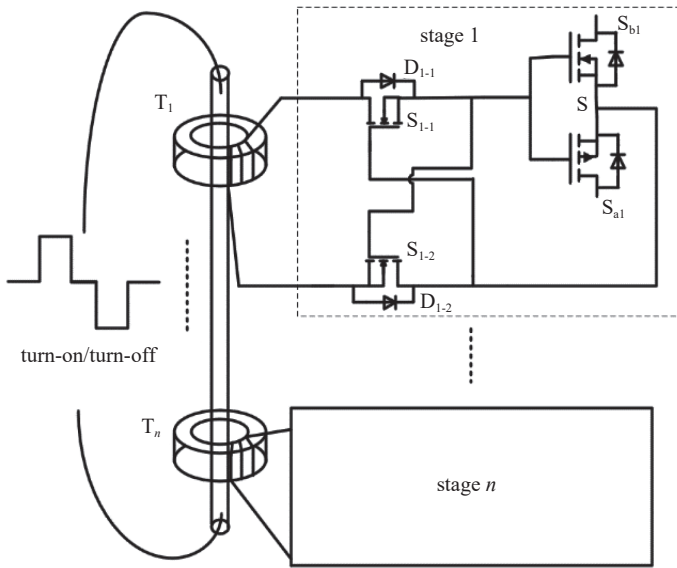 stage 1
S_b1
D_1-1
T_1
S_1-1
S
S_a1
S_1-2
D_1-2
turn-on/turn-off
T_n
stage n